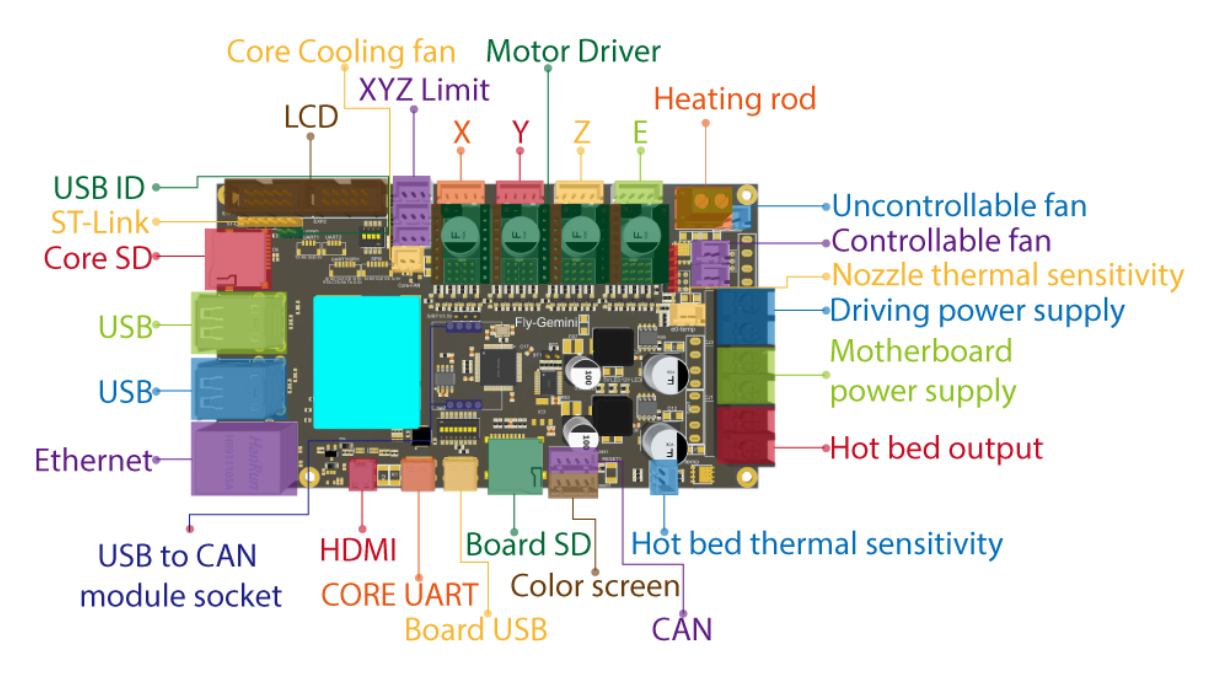 Core Cooling fan
Motor Driver
XYZ Limit
Heating rod
LCD
X
Y
Z
E
USB ID
ST-Link
Core SD
USB
USB
Ethernet
Uncontrollable fan
Controllable fan
Nozzle thermal sensitivity
Driving power supply
Motherboard
power supply
Hot bed output
Fly-Gemini
USB to CAN
module socket
HDMI
CORE UART
Board USB
Board SD
Color screen
Hot bed thermal sensitivity
CAN